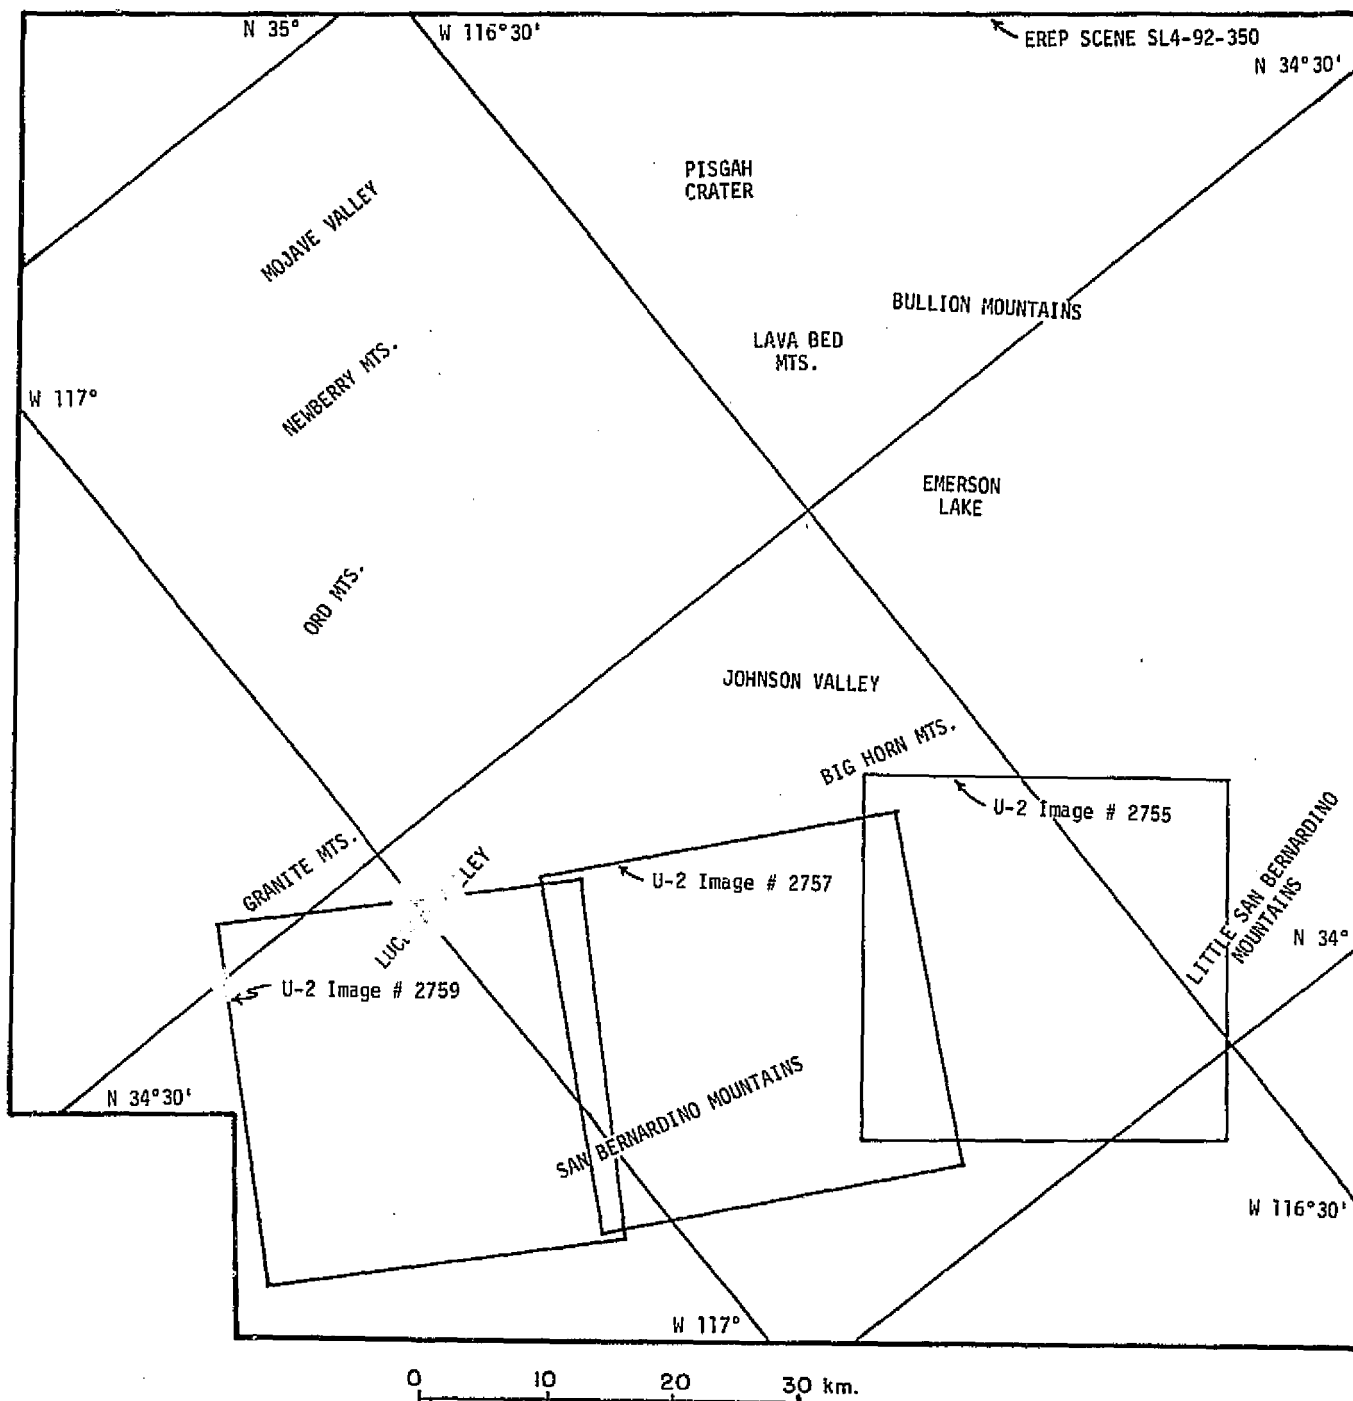 N 35°
W 116°30'
EREP SCENE SL4-92-350
N 34°30'
PISGAH
CRATER
MOJAVE VALLEY
BULLION MOUNTAINS
LAVA BED
MTS.
NEWBERRY MTS.
W 117°
EMERSON
LAKE
ORD MTS.
JOHNSON VALLEY
BIG HORN MTS.
U-2 Image # 2755
LITTLE SAN BERNARDINO
MOUNTAINS
GRANITE MTS.
U-2 Image # 2757
N 34°
U-2 Image # 2759
SAN BERNARDINO MOUNTAINS
N 34°30'
W 116°30'
W 117°
0 10 20 30 km.